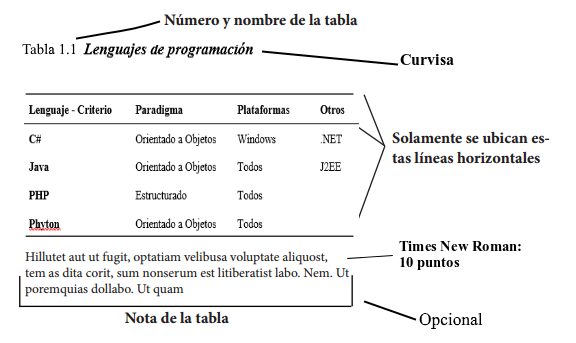 Número y nombre de la tabla
Tabla 1.1 Lenguajes de programación
Curvisa
Lenguaje - Criterio Paradigma Plataformas Otros
C# Orientado a Objetos Windows .NET
Java Orientado a Objetos Todos J2EE
PHP Estructurado Todos
Phyton Orientado a Objetos Todos
Solamente se ubican es-
tas líneas horizontales
Hillutet aut ut fugit, optatiam velibusa voluptate aliquost,
tem as dita corit, sum nonserum est litiberatist labo. Nem. Ut
poremquias dollabo. Ut quam
Times New Roman:
10 puntos
Nota de la tabla
Opcional